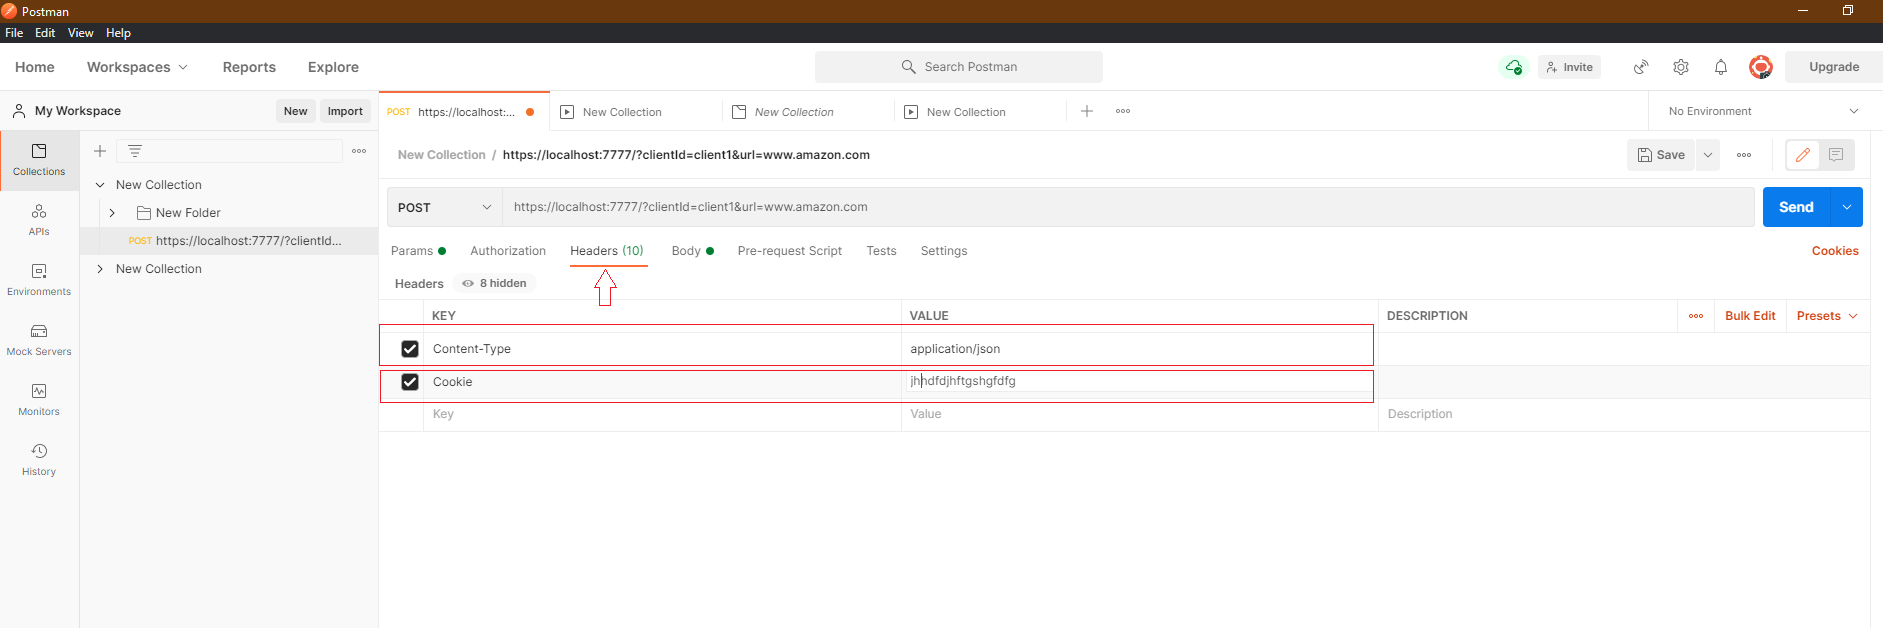 Postman
File Edit View Help
Home Workspaces Reports Explore Search Postman Invite Upgrade
My Workspace New Import
POST https://localhost:... New Collection New Collection New Collection No Environment
Collections
APIs
Environments
Mock Servers
Monitors
History
New Collection
New Folder
POST https://localhost:7777/?clientId...
New Collection
New Collection / https://localhost:7777/?clientId=client1&url=www.amazon.com Save
POST https://localhost:7777/?clientId=client1&url=www.amazon.com Send
Params Authorization Headers (10) Body Pre-request Script Tests Settings Cookies
Headers 8 hidden
KEY VALUE DESCRIPTION Bulk Edit Presets
Content-Type application/json
Cookie jhhdfdjhftgshgfdfg
Key Value Description